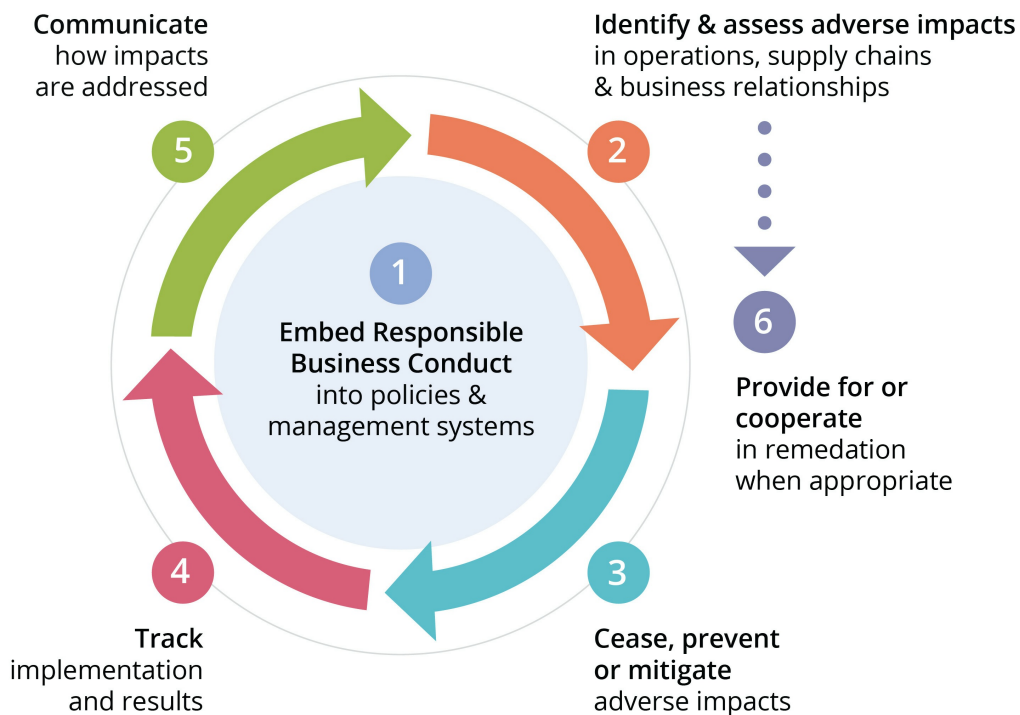 1
Embed Responsible
Business Conduct
into policies &
management systems
2
Identify & assess adverse impacts
in operations, supply chains
& business relationships
3
Cease, prevent
or mitigate
adverse impacts
4
Track
implementation
and results
5
Communicate
how impacts
are addressed
6
Provide for or
cooperate
in remedation
when appropriate